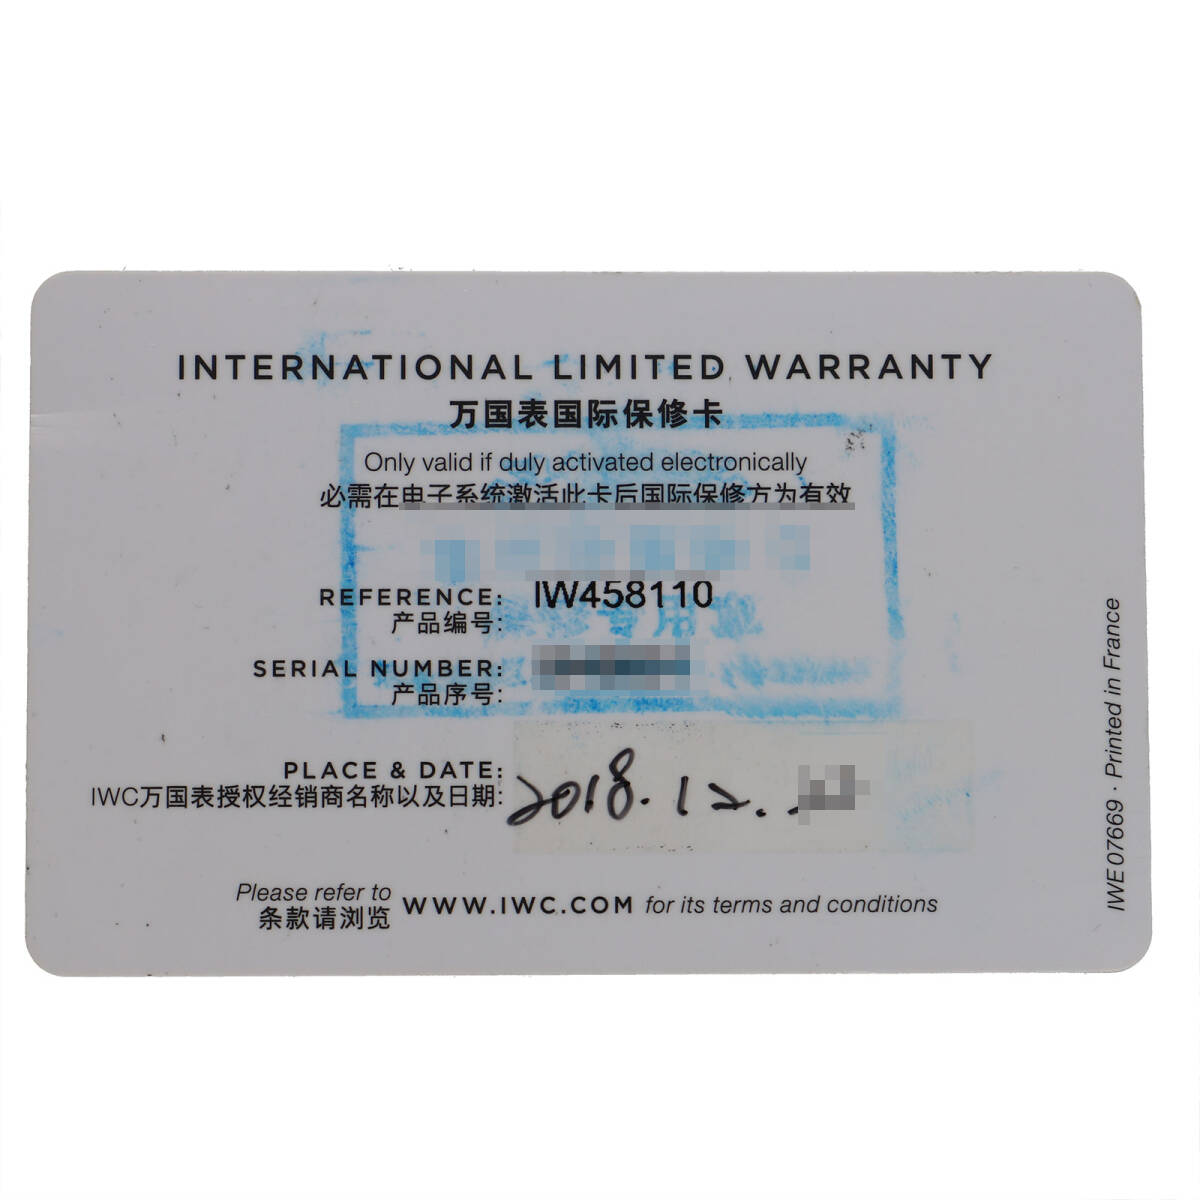 INTERNATIONAL LIMITED WARRANTY
万国表国际保修卡
Only valid if duly activated electronically
必需在电子系统激活此卡后国际保修方为有效
REFERENCE: IW458110
产品编号:
SERIAL NUMBER:
产品序号:
PLACE & DATE:
IWC万国表授权经销商名称以及日期: 2018.12.
Please refer to
条款请浏览 WWW.IWC.COM for its terms and conditions
IWE07669 · Printed in France